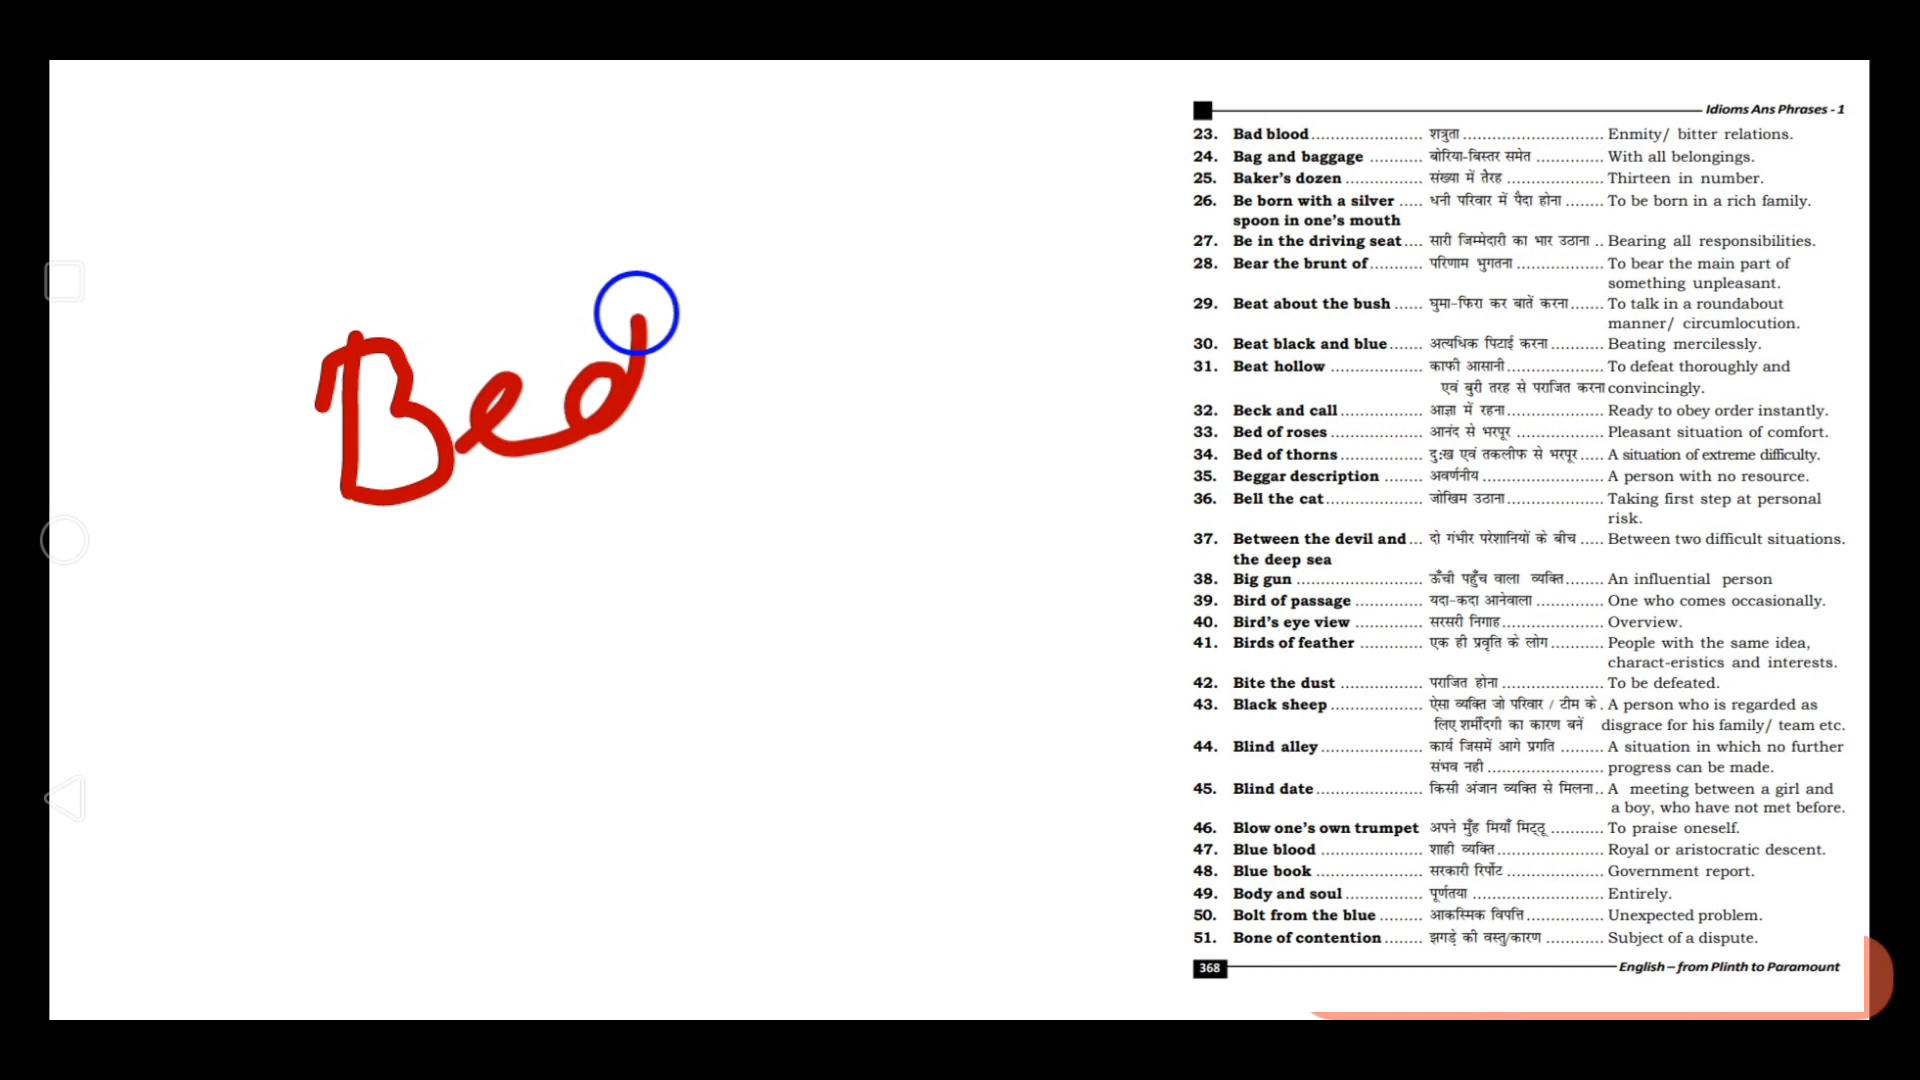 Bed
Idioms Ans Phrases - 1
23. Bad blood ...................... शत्रुता ............................ Enmity/ bitter relations.
24. Bag and baggage ........... बोरिया-बिस्तर समेत .............. With all belongings.
25. Baker's dozen ................ संख्या में तेरह .................... Thirteen in number.
26. Be born with a silver ..... धनी परिवार में पैदा होना ........ To be born in a rich family.
spoon in one's mouth
27. Be in the driving seat .... सारी जिम्मेदारी का भार उठाना .. Bearing all responsibilities.
28. Bear the brunt of ........... परिणाम भुगतना .................. To bear the main part of
something unpleasant.
29. Beat about the bush ...... घुमा-फिरा कर बातें करना ....... To talk in a roundabout
manner/ circumlocution.
30. Beat black and blue ....... अत्यधिक पिटाई करना ........... Beating mercilessly.
31. Beat hollow ................... काफी आसानी .................... To defeat thoroughly and
एवं बुरी तरह से पराजित करना convincingly.
32. Beck and call ................. आज्ञा में रहना .................... Ready to obey order instantly.
33. Bed of roses ................... आनंद से भरपूर .................. Pleasant situation of comfort.
34. Bed of thorns ................. दु:ख एवं तकलीफ से भरपूर ..... A situation of extreme difficulty.
35. Beggar description ........ अवर्णनीय ......................... A person with no resource.
36. Bell the cat .................... जोखिम उठाना .................... Taking first step at personal
risk.
37. Between the devil and ... दो गंभीर परेशानियों के बीच ..... Between two difficult situations.
the deep sea
38. Big gun .......................... ऊँची पहुँच वाला व्यक्ति ........ An influential person
39. Bird of passage .............. यदा-कदा आनेवाला .............. One who comes occasionally.
40. Bird's eye view .............. सरसरी निगाह ..................... Overview.
41. Birds of feather ............. एक ही प्रवृति के लोग ........... People with the same idea,
charact-eristics and interests.
42. Bite the dust ................. पराजित होना ..................... To be defeated.
43. Black sheep ................... ऐसा व्यक्ति जो परिवार / टीम के . A person who is regarded as
लिए शर्मींदगी का कारण बनें disgrace for his family/ team etc.
44. Blind alley ..................... कार्य जिसमें आगे प्रगति ......... A situation in which no further
संभव नही ........................ progress can be made.
45. Blind date ...................... किसी अंजान व्यक्ति से मिलना .. A meeting between a girl and
a boy, who have not met before.
46. Blow one's own trumpet अपने मुँह मियाँ मिट्ठू ........... To praise oneself.
47. Blue blood ..................... शाही व्यक्ति ...................... Royal or aristocratic descent.
48. Blue book ...................... सरकारी रिर्पोट .................... Government report.
49. Body and soul ................ पूर्णतया ........................... Entirely.
50. Bolt from the blue ......... आकस्मिक विपत्ति ................ Unexpected problem.
51. Bone of contention ........ झगड़े की वस्तु/कारण ............ Subject of a dispute.
368 English – from Plinth to Paramount